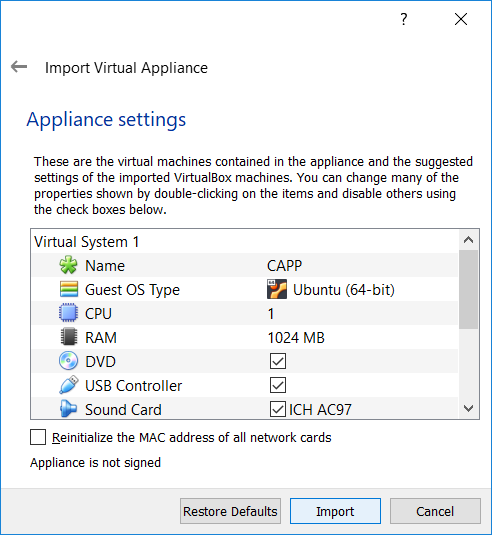 ?
Import Virtual Appliance
Appliance settings
These are the virtual machines contained in the appliance and the suggested
settings of the imported VirtualBox machines. You can change many of the
properties shown by double-clicking on the items and disable others using
the check boxes below.
Virtual System 1
Name CAPP
Guest OS Type Ubuntu (64-bit)
CPU 1
RAM 1024 MB
DVD
USB Controller
Sound Card ICH AC97
Reinitialize the MAC address of all network cards
Appliance is not signed
Restore Defaults Import Cancel